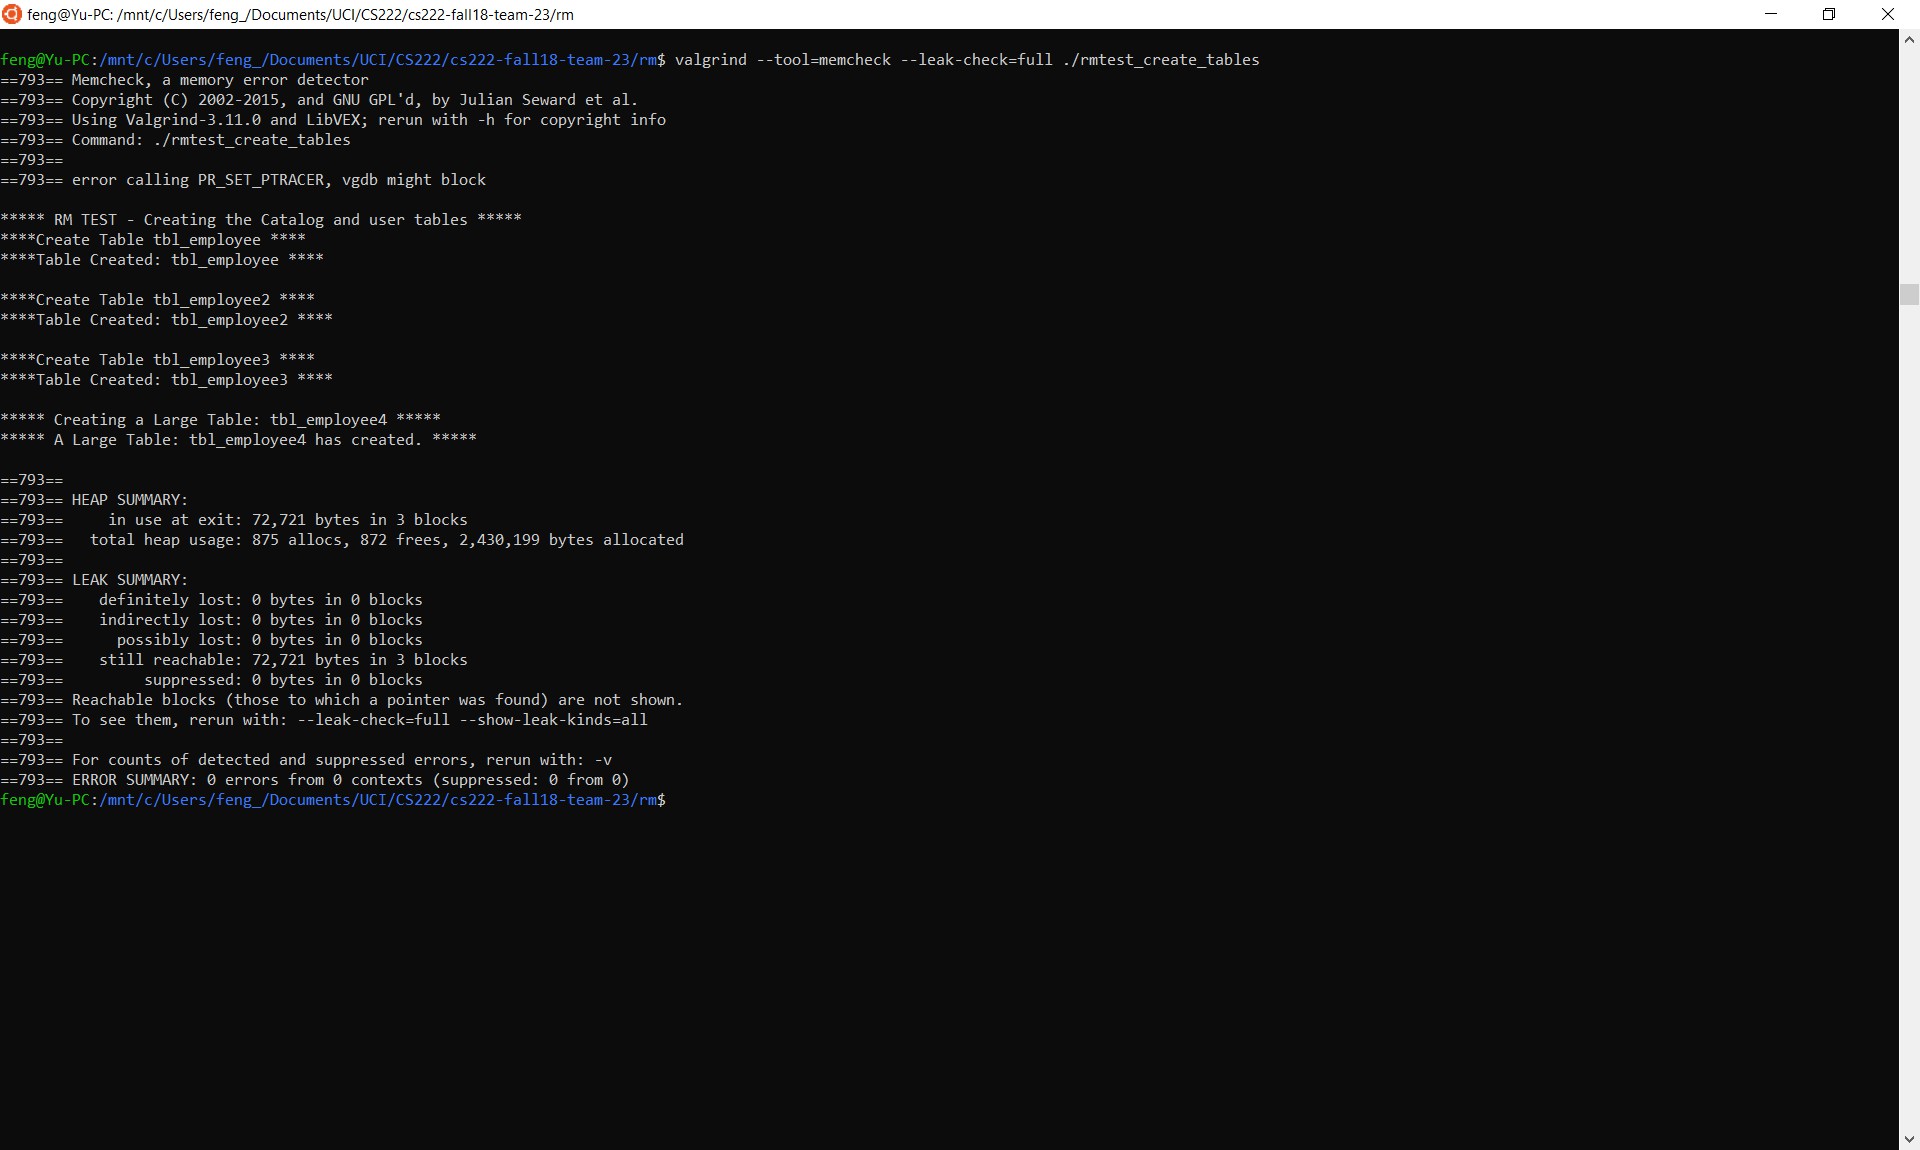 feng@Yu-PC: /mnt/c/Users/feng_/Documents/UCI/CS222/cs222-fall18-team-23/rm
feng@Yu-PC:/mnt/c/Users/feng_/Documents/UCI/CS222/cs222-fall18-team-23/rm$ valgrind --tool=memcheck --leak-check=full ./rmtest_create_tables
==793== Memcheck, a memory error detector
==793== Copyright (C) 2002-2015, and GNU GPL'd, by Julian Seward et al.
==793== Using Valgrind-3.11.0 and LibVEX; rerun with -h for copyright info
==793== Command: ./rmtest_create_tables
==793==
==793== error calling PR_SET_PTRACER, vgdb might block
***** RM TEST - Creating the Catalog and user tables *****
****Create Table tbl_employee ****
****Table Created: tbl_employee ****
****Create Table tbl_employee2 ****
****Table Created: tbl_employee2 ****
****Create Table tbl_employee3 ****
****Table Created: tbl_employee3 ****
***** Creating a Large Table: tbl_employee4 *****
***** A Large Table: tbl_employee4 has created. *****
==793==
==793== HEAP SUMMARY:
==793==     in use at exit: 72,721 bytes in 3 blocks
==793==   total heap usage: 875 allocs, 872 frees, 2,430,199 bytes allocated
==793==
==793== LEAK SUMMARY:
==793==    definitely lost: 0 bytes in 0 blocks
==793==    indirectly lost: 0 bytes in 0 blocks
==793==      possibly lost: 0 bytes in 0 blocks
==793==    still reachable: 72,721 bytes in 3 blocks
==793==         suppressed: 0 bytes in 0 blocks
==793== Reachable blocks (those to which a pointer was found) are not shown.
==793== To see them, rerun with: --leak-check=full --show-leak-kinds=all
==793==
==793== For counts of detected and suppressed errors, rerun with: -v
==793== ERROR SUMMARY: 0 errors from 0 contexts (suppressed: 0 from 0)
feng@Yu-PC:/mnt/c/Users/feng_/Documents/UCI/CS222/cs222-fall18-team-23/rm$